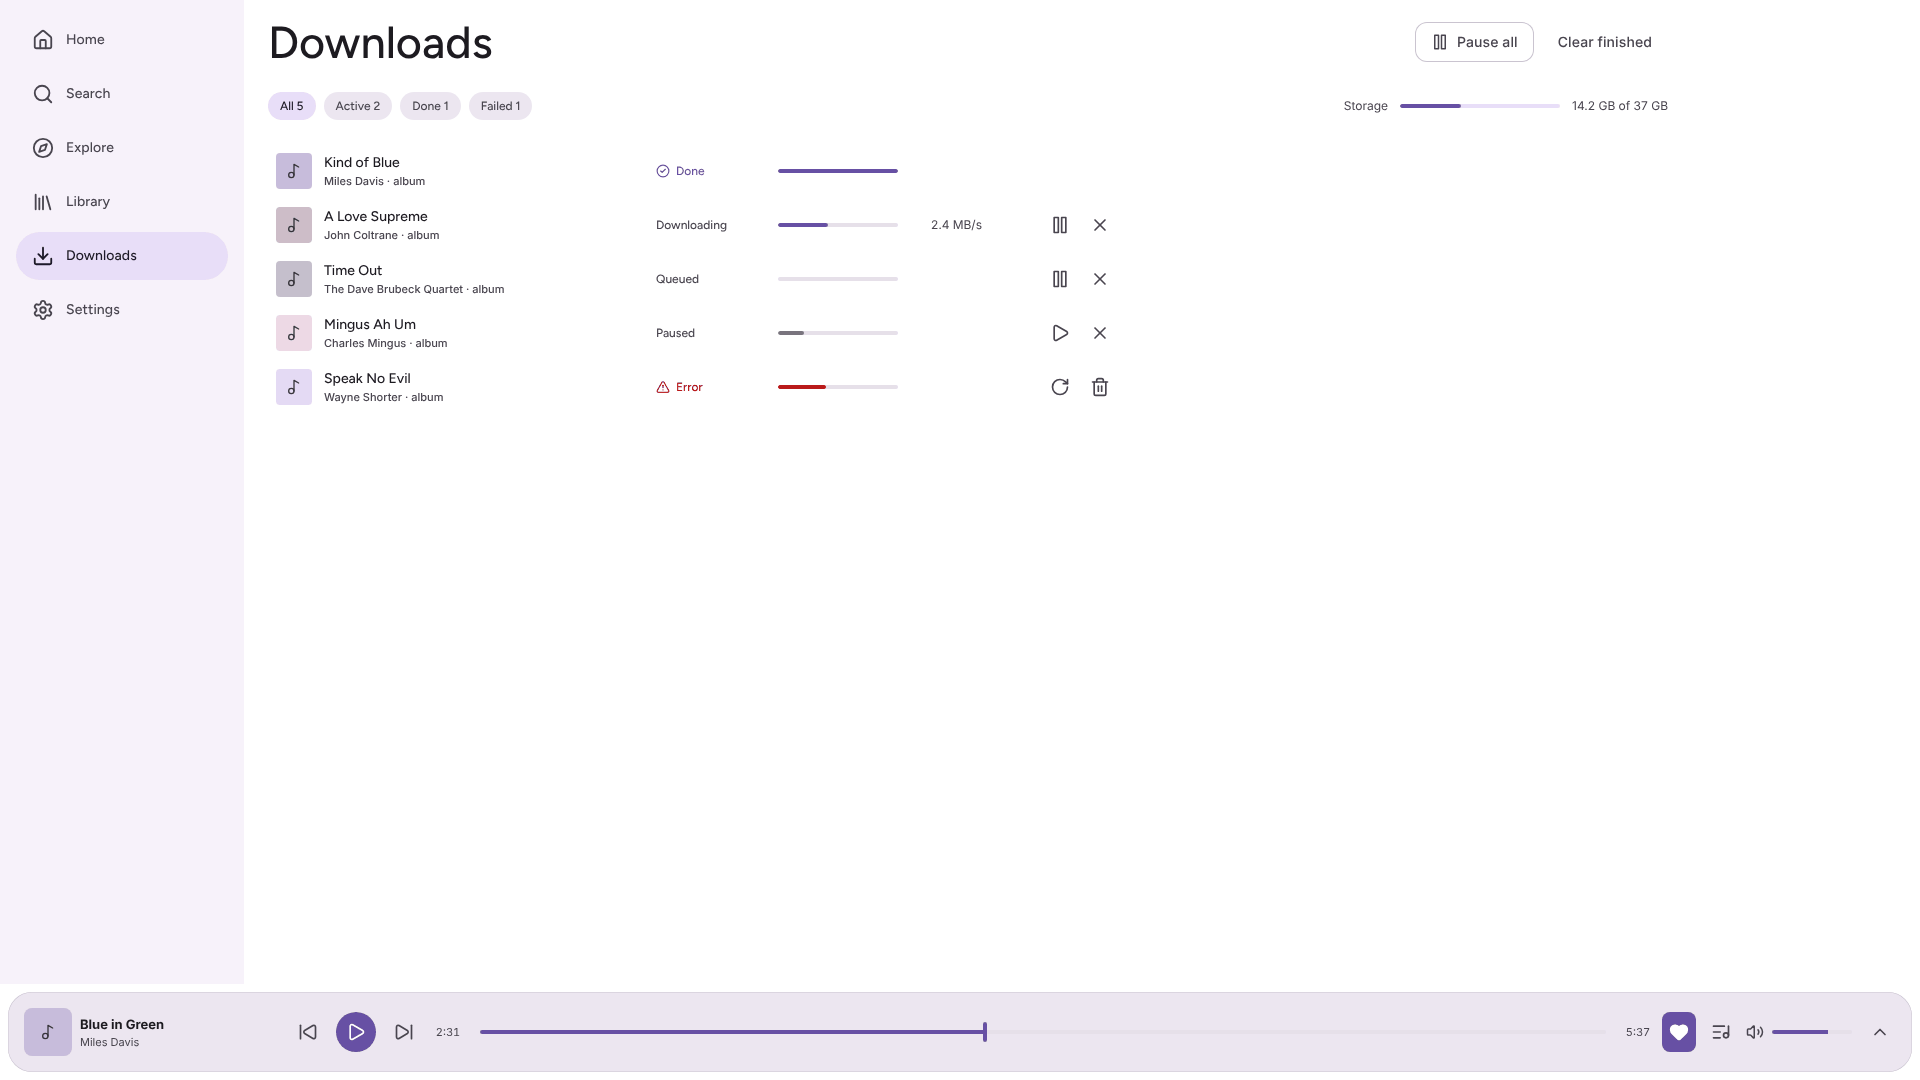 Home
Search
Explore
Library
Downloads
Settings
Downloads
Pause all
Clear finished
All 5
Active 2
Done 1
Failed 1
Storage
14.2 GB of 37 GB
Kind of Blue
Miles Davis · album
Done
A Love Supreme
John Coltrane · album
Downloading
2.4 MB/s
Time Out
The Dave Brubeck Quartet · album
Queued
Mingus Ah Um
Charles Mingus · album
Paused
Speak No Evil
Wayne Shorter · album
Error
Blue in Green
Miles Davis
2:31
5:37